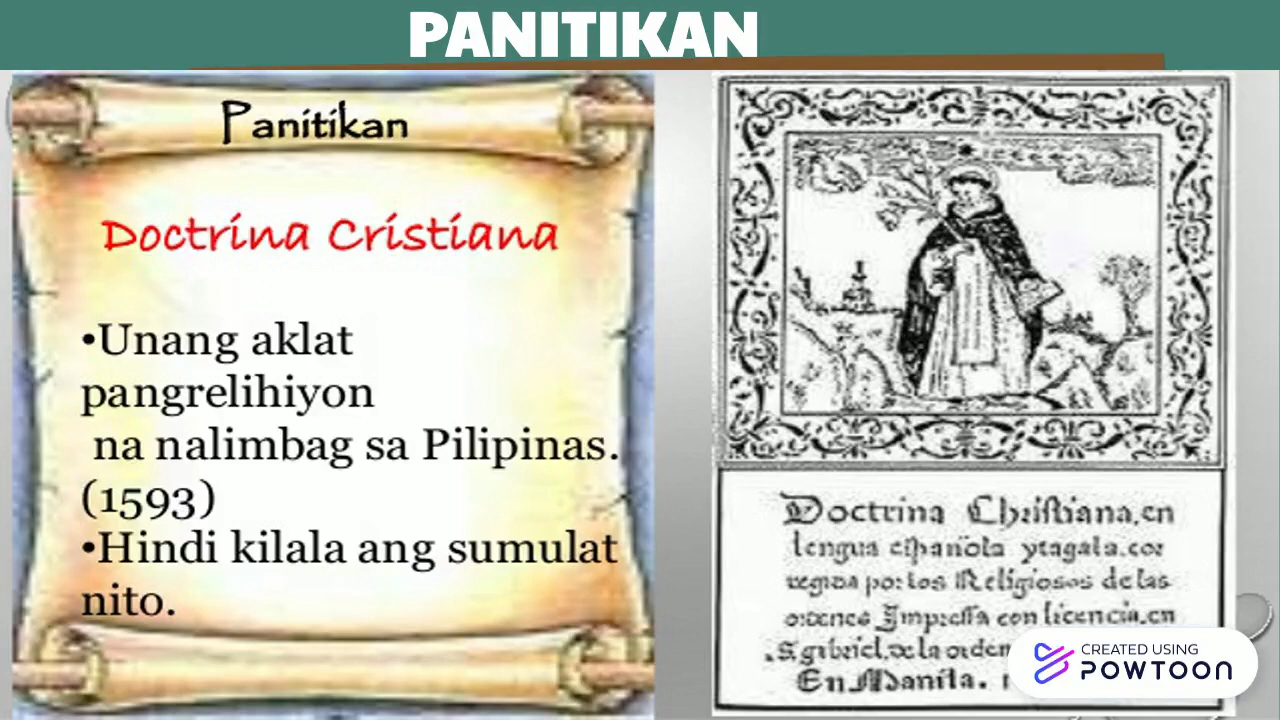 PANITIKAN
Panitikan
Doctrina Cristiana
•Unang aklat
pangrelihiyon
na nalimbag sa Pilipinas.
(1593)
•Hindi kilala ang sumulat
nito.
Doctrina Christiana, en
lengua española ytagala, cor
regida por los Religiosos de las
ordenes Impressa con licencia, en
S. gabriel, de la orden
En Manila.
CREATED USING
POWTOON